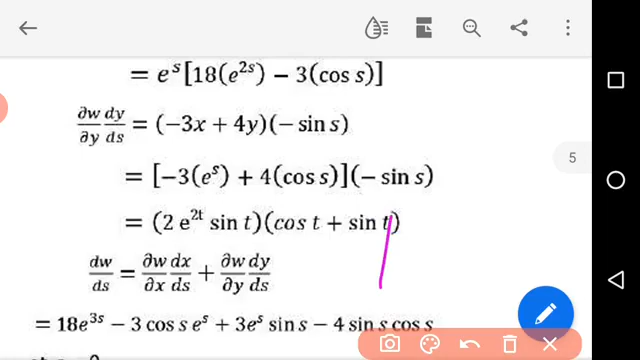 = e^s[18(e^{2s}) − 3(cos s)]
∂w/∂y dy/ds = (−3x + 4y)(− sin s)
= [−3(e^s) + 4(cos s)](− sin s)
5
= (2 e^{2t} sin t)(cos t + sin t)
dw/ds = ∂w/∂x dx/ds + ∂w/∂y dy/ds
= 18e^{3s} − 3 cos s e^s + 3e^s sin s − 4 sin s cos s